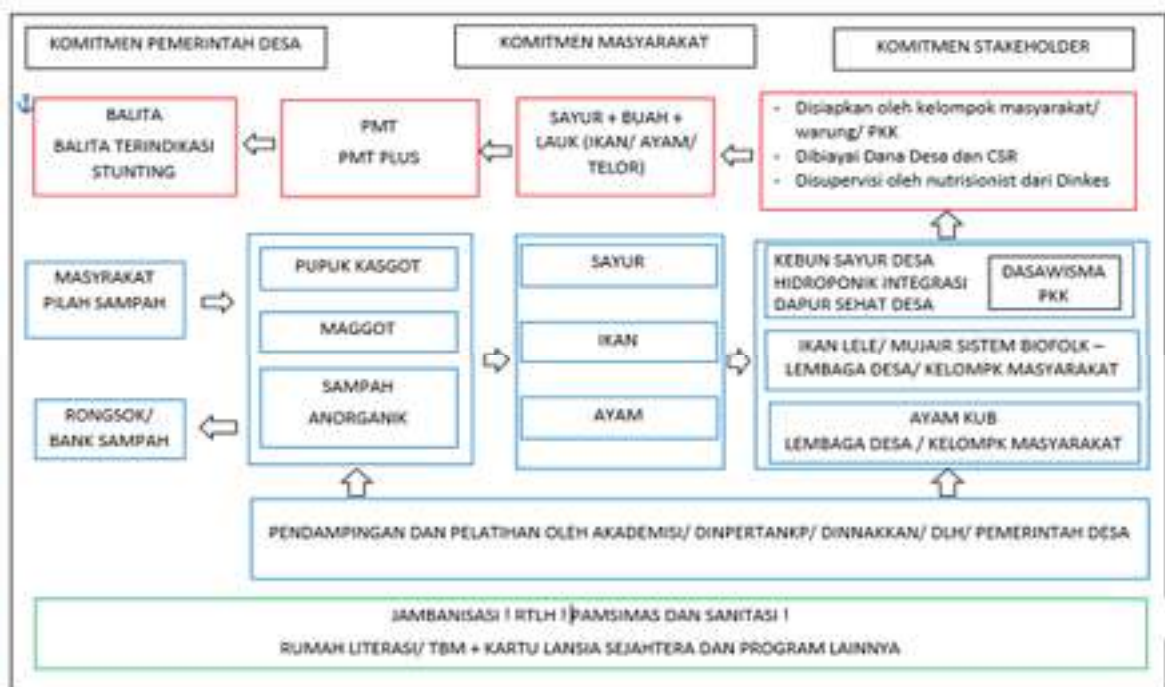 KOMITMEN PEMERINTAH DESA
KOMITMEN MASYARAKAT
KOMITMEN STAKEHOLDER
BALITA
BALITA TERINDIKASI
STUNTING
PMT
PMT PLUS
SAYUR + BUAH +
LAUK (IKAN/ AYAM/
TELOR)
- Disiapkan oleh kelompok masyarakat/
warung/ PKK
- Dibiayai Dana Desa dan CSR
- Disupervisi oleh nutrisionist dari Dinkes
MASYRAKAT
PILAH SAMPAH
PUPUK KASGOT
MAGGOT
SAMPAH
ANORGANIK
RONGSOK/
BANK SAMPAH
SAYUR
IKAN
AYAM
KEBUN SAYUR DESA
HIDROPONIK INTEGRASI
DAPUR SEHAT DESA
DASAWISMA
PKK
IKAN LELE/ MUJAIR SISTEM BIOFOLK –
LEMBAGA DESA/ KELOMPK MASYARAKAT
AYAM KUB
LEMBAGA DESA / KELOMPK MASYARAKAT
PENDAMPINGAN DAN PELATIHAN OLEH AKADEMISI/ DINPERTANKP/ DINNAKKAN/ DLH/ PEMERINTAH DESA
JAMBANISASI ! RTLH ! PAMSIMAS DAN SANITASI !
RUMAH LITERASI/ TBM + KARTU LANSIA SEJAHTERA DAN PROGRAM LAINNYA